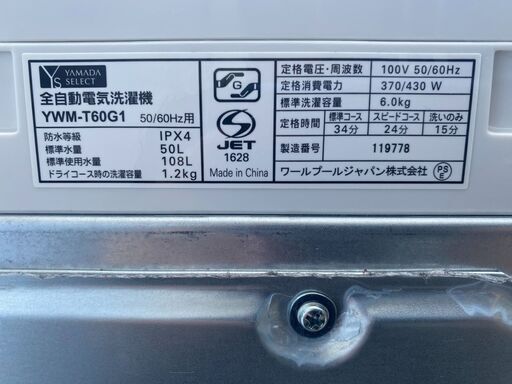 YS YAMADA SELECT
全自動電気洗濯機
YWM-T60G1 50/60Hz用
防水等級 IPX4
標準水量 50L
標準使用水量 108L
ドライコース時の洗濯容量 1.2kg
G
S
JET
1628
Made in China
定格電圧・周波数 100V 50/60Hz
定格消費電力 370/430 W
標準洗濯容量 6.0kg
定格時間 標準コース 34分 スピードコース 24分 洗いのみ 15分
製造番号 119778
ワールプールジャパン株式会社 PSE